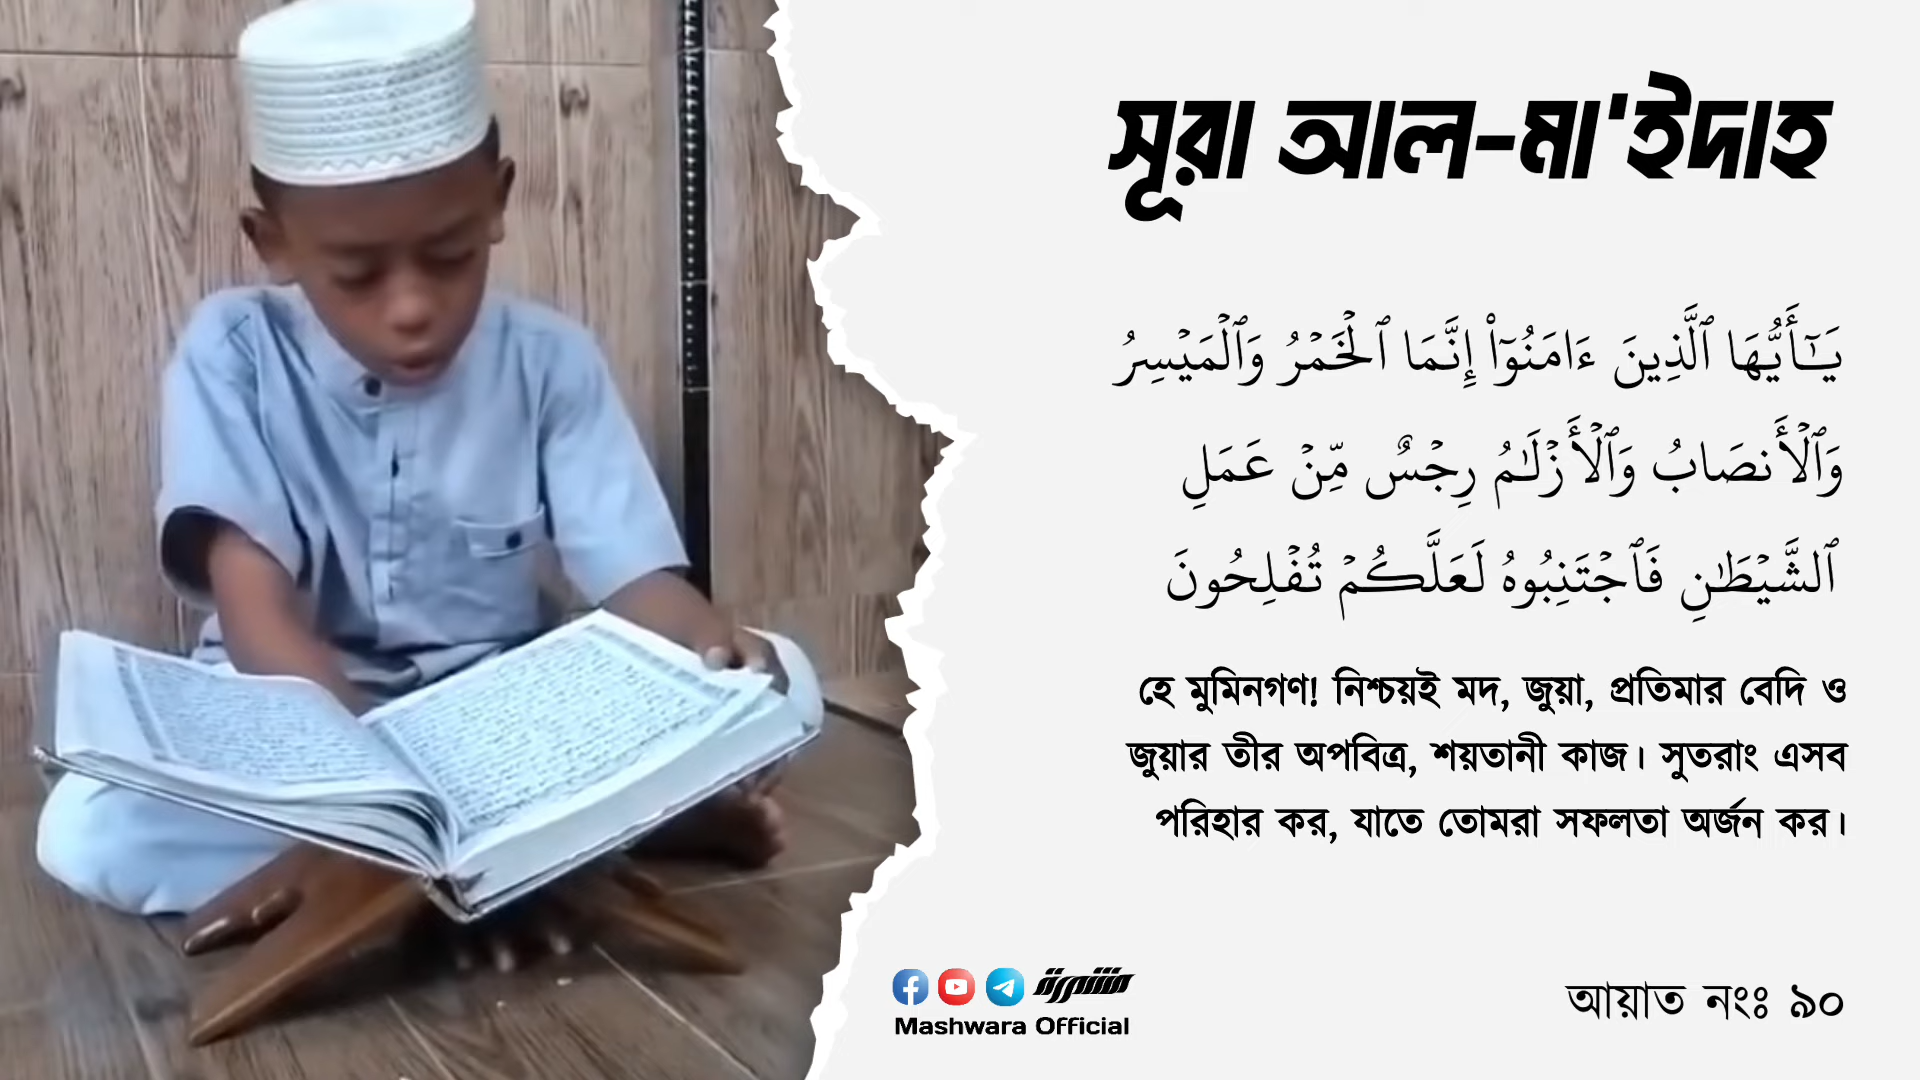 সূরা আল-মা'ইদাহ
يَـٰٓأَيُّهَا ٱلَّذِينَ ءَامَنُوٓا۟ إِنَّمَا ٱلْخَمْرُ وَٱلْمَيْسِرُ
وَٱلْأَنصَابُ وَٱلْأَزْلَـٰمُ رِجْسٌ مِّنْ عَمَلِ
ٱلشَّيْطَـٰنِ فَٱجْتَنِبُوهُ لَعَلَّكُمْ تُفْلِحُونَ
হে মুমিনগণ! নিশ্চয়ই মদ, জুয়া, প্রতিমার বেদি ও
জুয়ার তীর অপবিত্র, শয়তানী কাজ। সুতরাং এসব
পরিহার কর, যাতে তোমরা সফলতা অর্জন কর।
আয়াত নংঃ ৯০
Mashwara Official